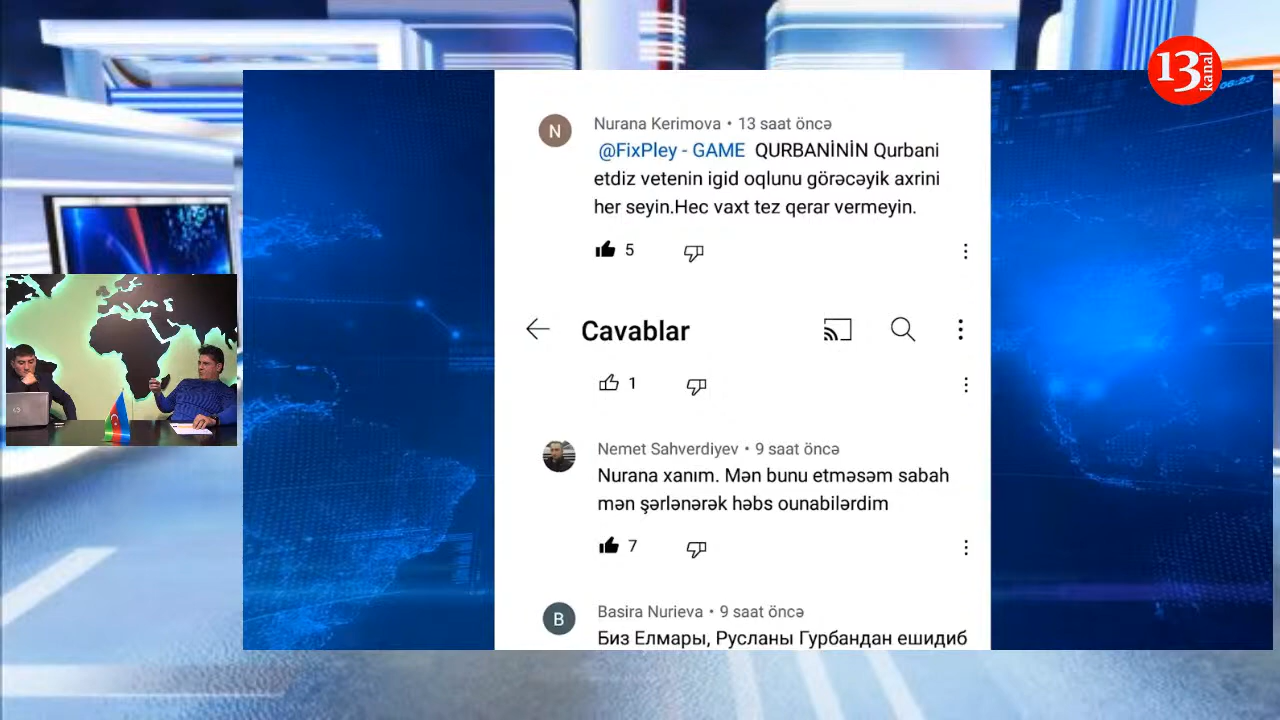 13
kanal
06:23
Nurana Kerimova • 13 saat öncə
N
@FixPley - GAME QURBANİNİN Qurbani
etdiz vetenin igid oqlunu görəcəyik axrini
her seyin.Hec vaxt tez qerar vermeyin.
5
Cavablar
1
Nemet Sahverdiyev • 9 saat öncə
Nurana xanım. Mən bunu etməsəm sabah
mən şərlənərək həbs ounabilərdim
7
Basira Nurieva • 9 saat öncə
B
Биз Елмары, Русланы Гурбандан ешидиб